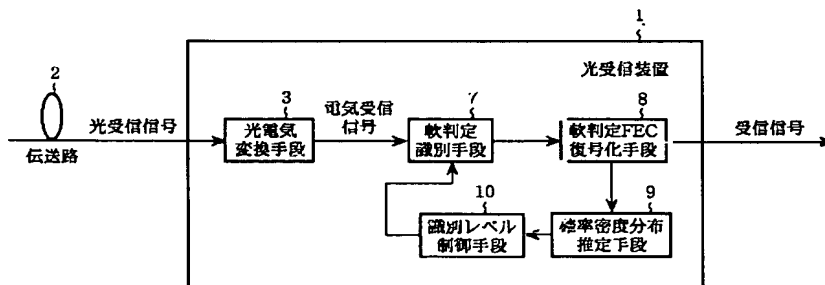 1
光受信装置
2
光受信信号
伝送路
3
光電気
変換手段
電気受信
信号
7
軟判定
識別手段
8
軟判定FEC
復号化手段
受信信号
10
識別レベル
制御手段
9
確率密度分布
推定手段